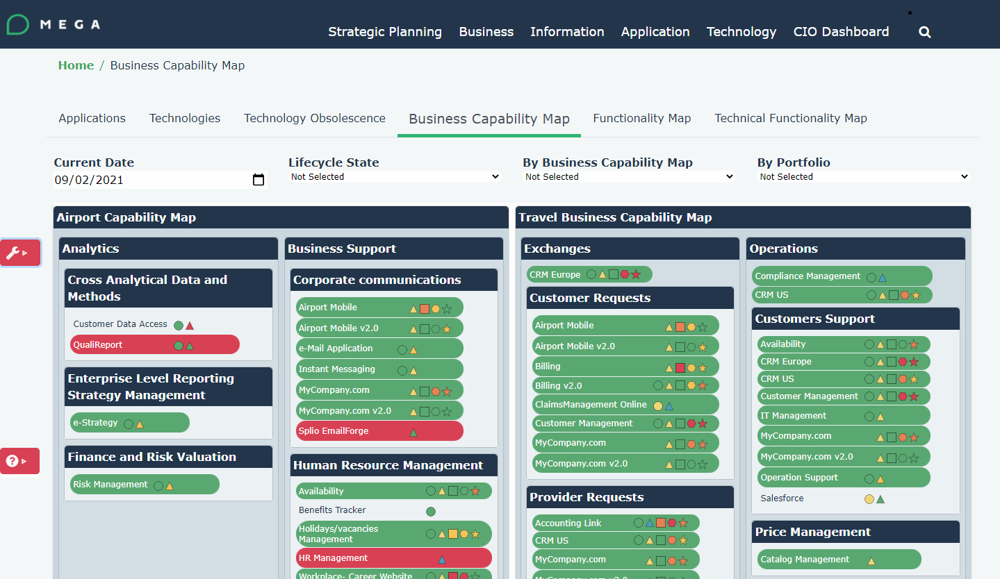 MEGA
Strategic Planning Business Information Application Technology CIO Dashboard
Home / Business Capability Map
Applications Technologies Technology Obsolescence Business Capability Map Functionality Map Technical Functionality Map
Current Date Lifecycle State By Business Capability Map By Portfolio
09/02/2021 Not Selected Not Selected Not Selected
Airport Capability Map
Analytics
Cross Analytical Data and
Methods
Customer Data Access
QualiReport
Enterprise Level Reporting
Strategy Management
e-Strategy
Finance and Risk Valuation
Risk Management
Business Support
Corporate communications
Airport Mobile
Airport Mobile v2.0
e-Mail Application
Instant Messaging
MyCompany.com
MyCompany.com v2.0
Splio EmailForge
Human Resource Management
Availability
Benefits Tracker
Holidays/vacancies
Management
HR Management
Workplace- Career Website
Travel Business Capability Map
Exchanges
CRM Europe
Customer Requests
Airport Mobile
Airport Mobile v2.0
Billing
Billing v2.0
ClaimsManagement Online
Customer Management
MyCompany.com
MyCompany.com v2.0
Provider Requests
Accounting Link
CRM US
MyCompany.com
MyCompany.com v2.0
Operations
Compliance Management
CRM US
Customers Support
Availability
CRM Europe
CRM US
Customer Management
IT Management
MyCompany.com
MyCompany.com v2.0
Operation Support
Salesforce
Price Management
Catalog Management